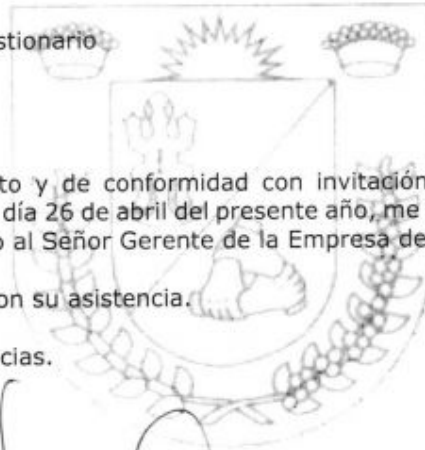 stionario
to y de conformidad con invitación
día 26 de abril del presente año, me
o al Señor Gerente de la Empresa de
on su asistencia.
cias.